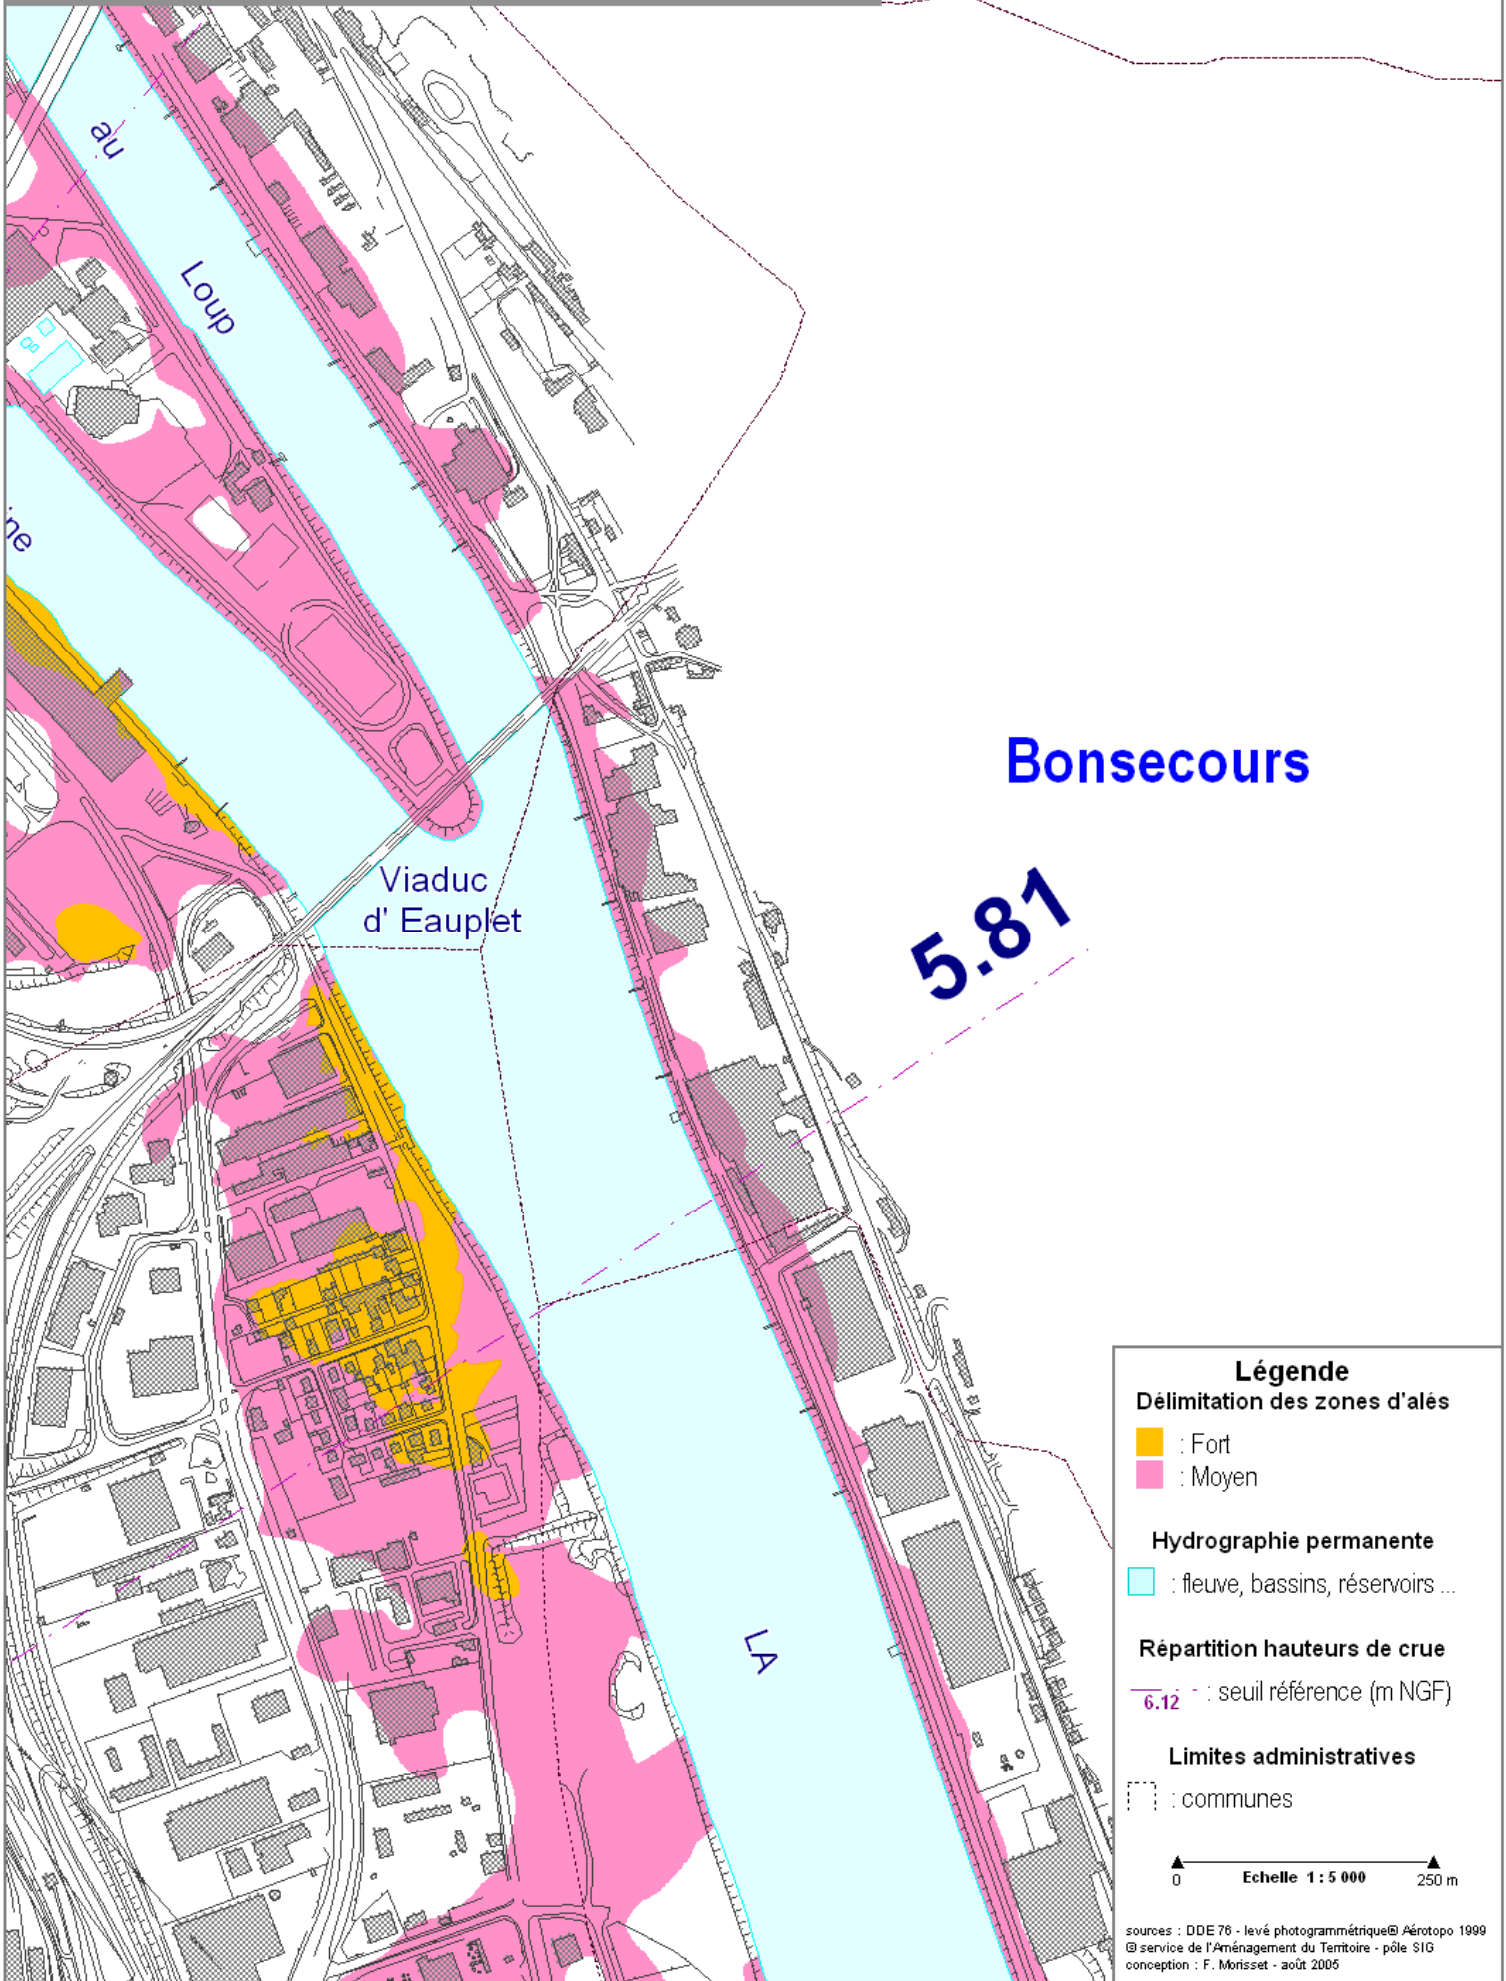 au
Loup
ine
Viaduc
d' Eauplet
Bonsecours
5.81
LA
Légende
Délimitation des zones d'alés
: Fort
: Moyen
Hydrographie permanente
: fleuve, bassins, réservoirs ...
Répartition hauteurs de crue
6.12 : seuil référence (m NGF)
Limites administratives
: communes
Echelle 1 : 5 000
0 250 m
sources : DDE 76 - levé photogrammétrique® Aérotopo 1999
© service de l'Aménagement du Territoire - pôle SIG
conception : F. Morisset - août 2005